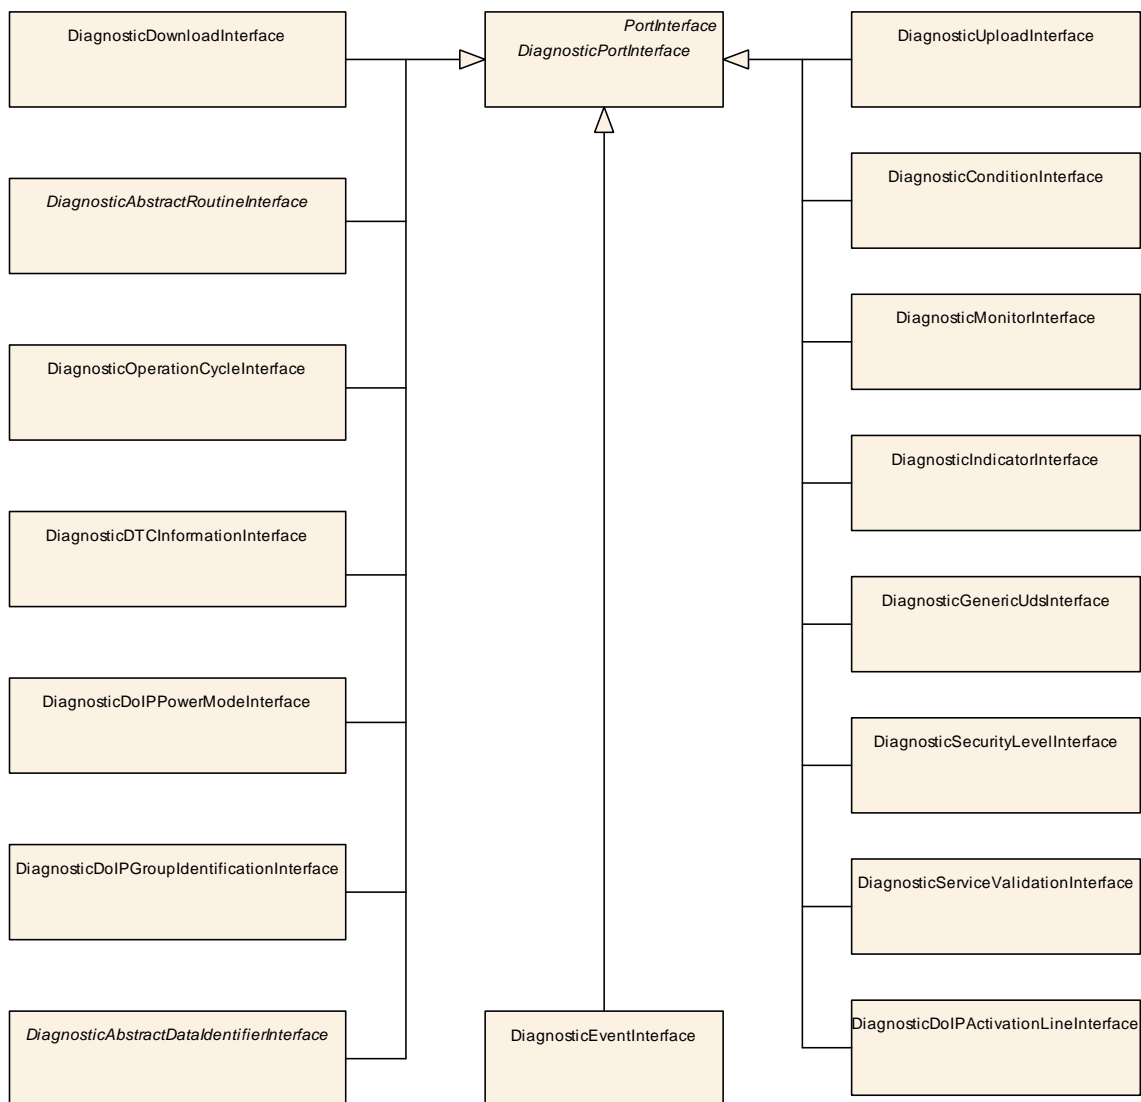 DiagnosticDownloadInterface
PortInterface
DiagnosticPortInterface
DiagnosticUploadInterface
DiagnosticAbstractRoutineInterface
DiagnosticConditionInterface
DiagnosticOperationCycleInterface
DiagnosticMonitorInterface
DiagnosticDTCInformationInterface
DiagnosticIndicatorInterface
DiagnosticDoIPPowerModeInterface
DiagnosticGenericUdsInterface
DiagnosticDoIPGroupIdentificationInterface
DiagnosticSecurityLevelInterface
DiagnosticAbstractDataIdentifierInterface
DiagnosticEventInterface
DiagnosticServiceValidationInterface
DiagnosticDoIPActivationLineInterface